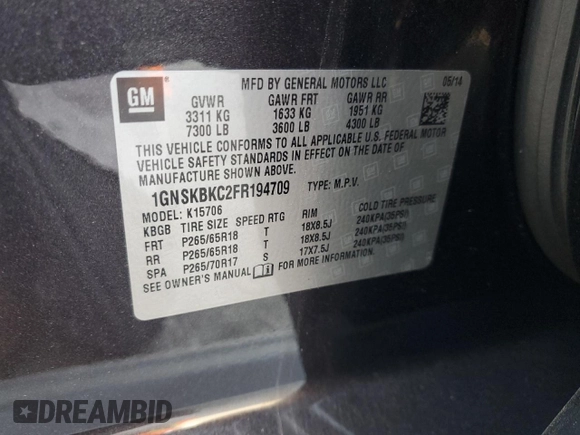 MFD BY GENERAL MOTORS LLC 05/14
GM
GVWR GAWR FRT GAWR RR
3311 KG 1633 KG 1951 KG
7300 LB 3600 LB 4300 LB
THIS VEHICLE CONFORMS TO ALL APPLICABLE U.S. FEDERAL MOTOR
VEHICLE SAFETY STANDARDS IN EFFECT ON THE DATE OF
MANUFACTURE SHOWN ABOVE.
1GNSKBKC2FR194709 TYPE: M.P.V.
MODEL: K15706
KBGB TIRE SIZE SPEED RTG RIM COLD TIRE PRESSURE
FRT P265/65R18 T 18X8.5J 240KPA(35PSI)
RR P265/65R18 T 18X8.5J 240KPA(35PSI)
SPA P265/70R17 S 17X7.5J 240KPA(35PSI)
SEE OWNER'S MANUAL FOR MORE INFORMATION.
DREAMBID